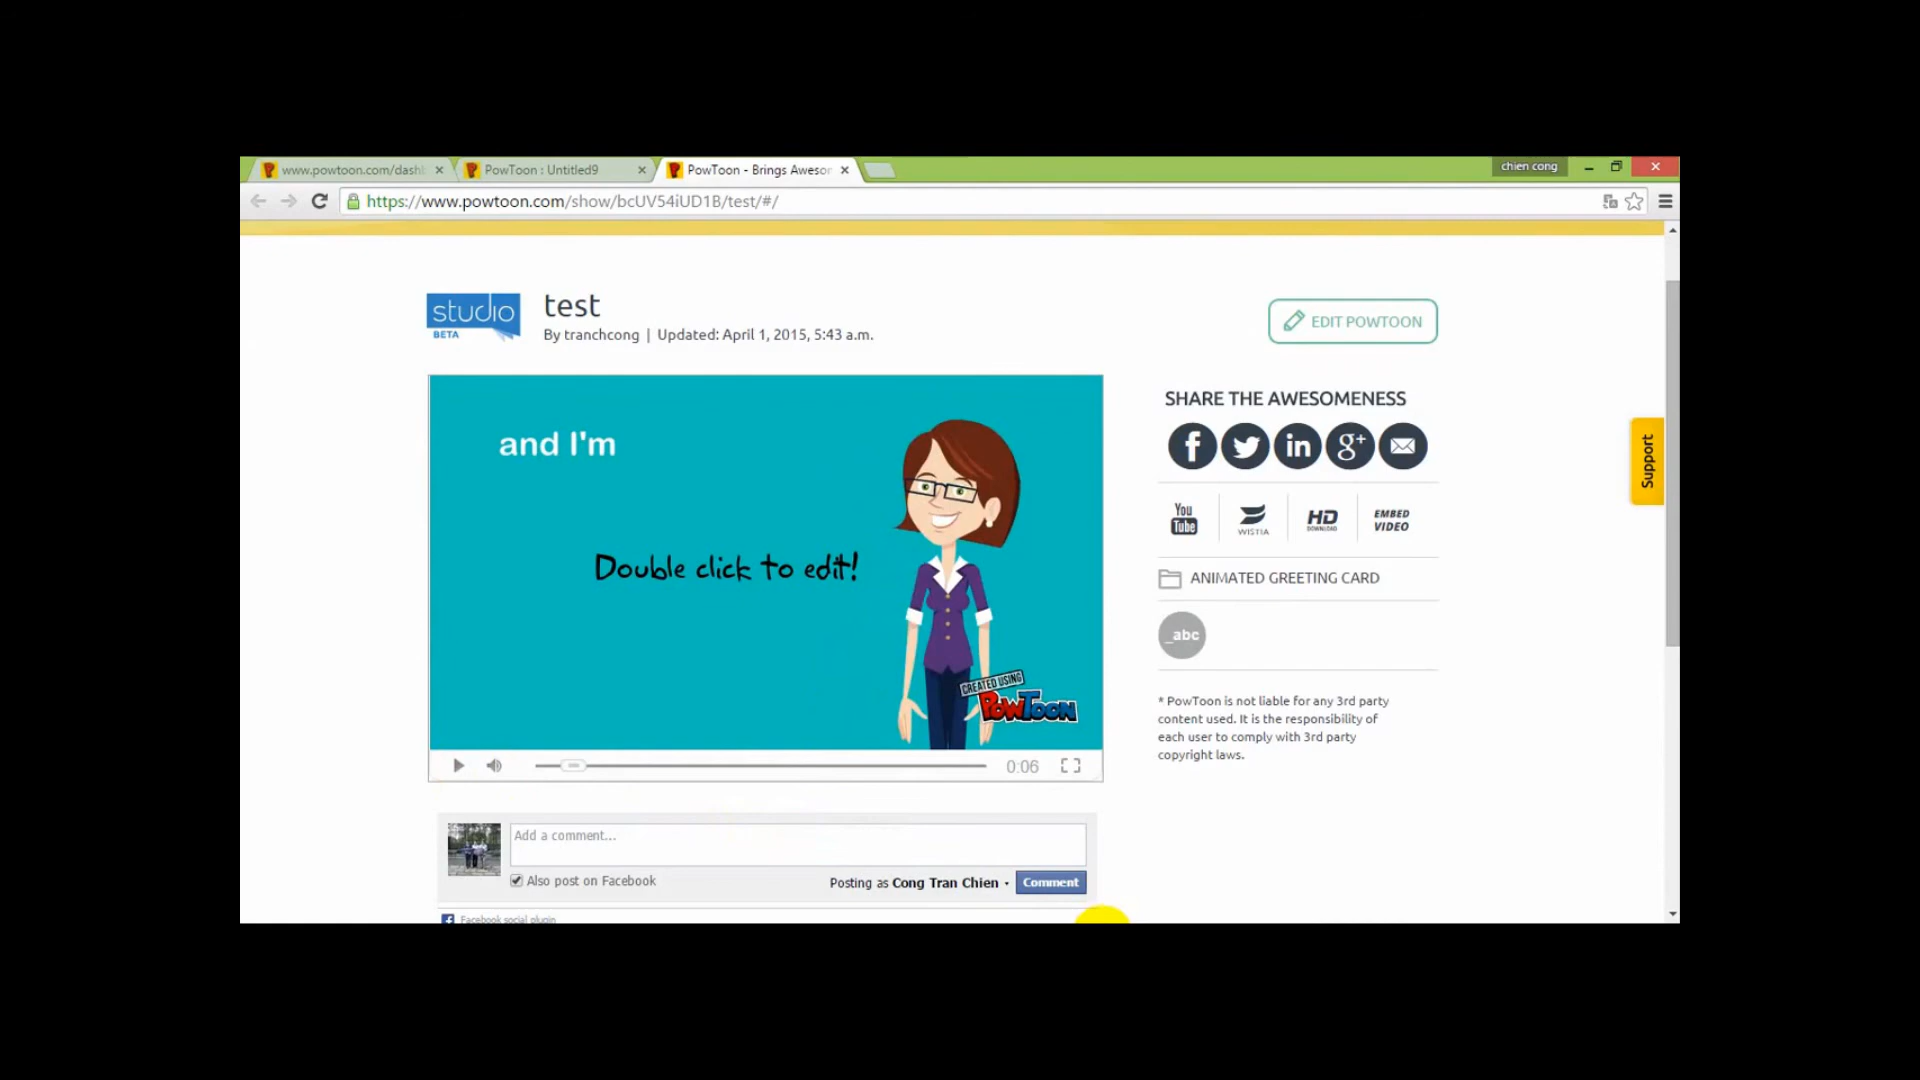 www.powtoon.com/dash
PowToon : Untitled9
PowToon - Brings Aweson
chien cong
https://www.powtoon.com/show/bcUV54iUD1B/test/#/
studio
BETA
test
By tranchcong | Updated: April 1, 2015, 5:43 a.m.
EDIT POWTOON
and I'm
Double click to edit!
CREATED USING
POWTOON
0:06
SHARE THE AWESOMENESS
f
in
g+
You
Tube
WISTIA
HD
DOWNLOAD
EMBED
VIDEO
ANIMATED GREETING CARD
_abc
* PowToon is not liable for any 3rd party
content used. It is the responsibility of
each user to comply with 3rd party
copyright laws.
Support
Add a comment...
Also post on Facebook
Posting as Cong Tran Chien
Comment
Facebook social plugin